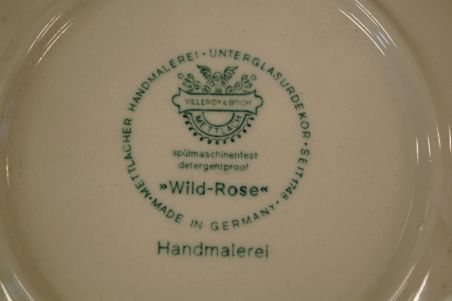 METTLACHER HANDMALEREI · UNTERGLASURDEKOR · SEIT 1748 · MADE IN GERMANY ·
VILLEROY & BOCH
METTLACH
spülmaschinenfest
detergentproof
»Wild-Rose«
Handmalerei